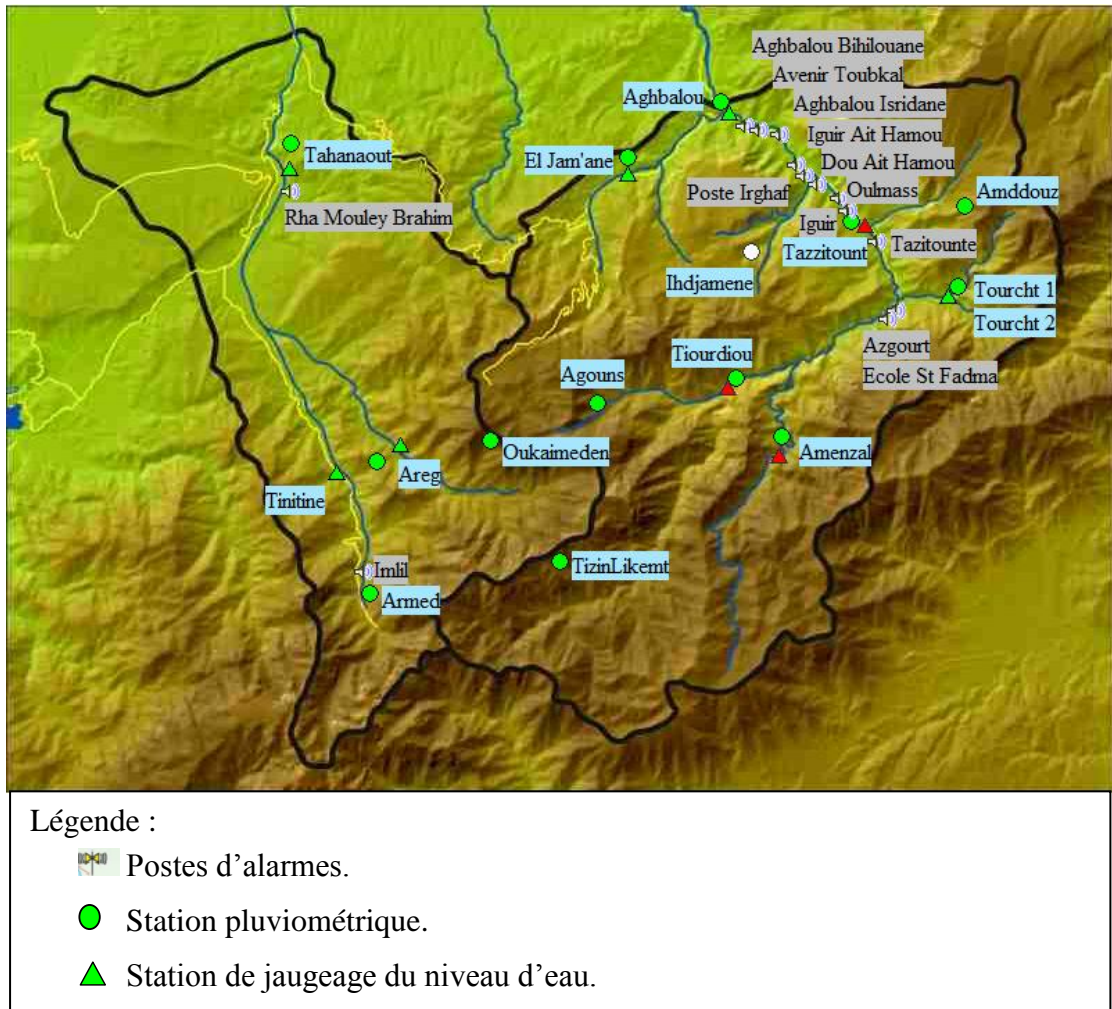 Aghbalou Bihilouane
Avenir Toubkal
Aghbalou
Aghbalou Isridane
Iguir Ait Hamou
Tahanaout
El Jam'ane
Dou Ait Hamou
Poste Irghaf
Oulmass
Amddouz
Rha Mouley Brahim
Iguir
Tazitounte
Tazzitount
Ihdjamene
Tourcht 1
Tourcht 2
Azgourt
Tiourdiou
Ecole St Fadma
Agouns
Oukaimeden
Amenzal
Areg
Tinitine
TizinLikemt
Imlil
Armed
Légende :
Postes d'alarmes.
Station pluviométrique.
Station de jaugeage du niveau d'eau.